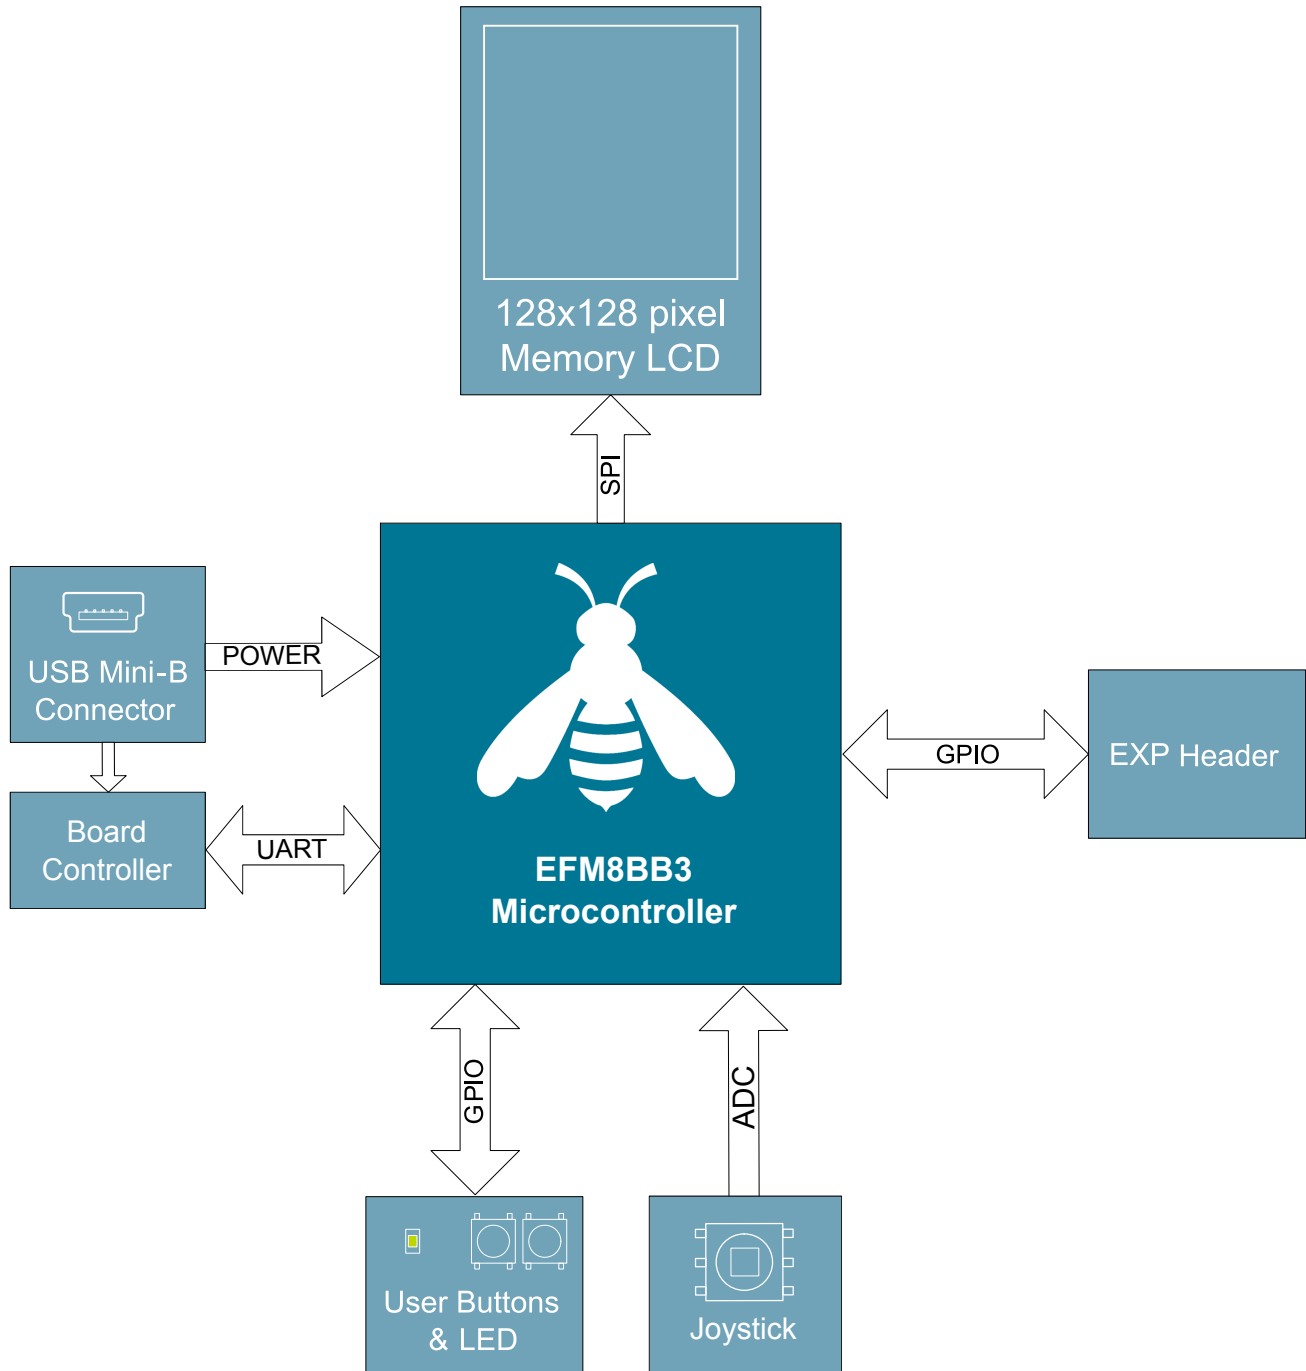 128x128 pixel
Memory LCD
SPI
USB Mini-B
Connector
POWER
EFM8BB3
Microcontroller
GPIO
EXP Header
Board
Controller
UART
GPIO
ADC
User Buttons
& LED
Joystick